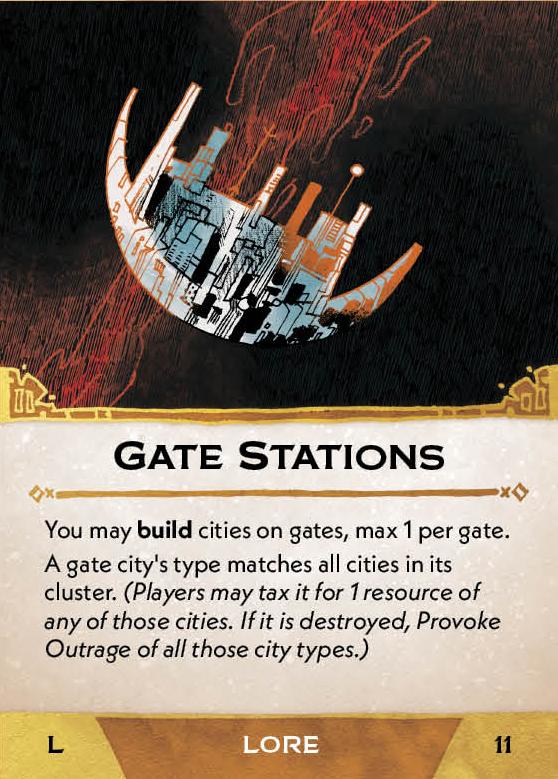 GATE STATIONS
You may build cities on gates, max 1 per gate.
A gate city's type matches all cities in its
cluster. (Players may tax it for 1 resource of
any of those cities. If it is destroyed, Provoke
Outrage of all those city types.)
L LORE 11